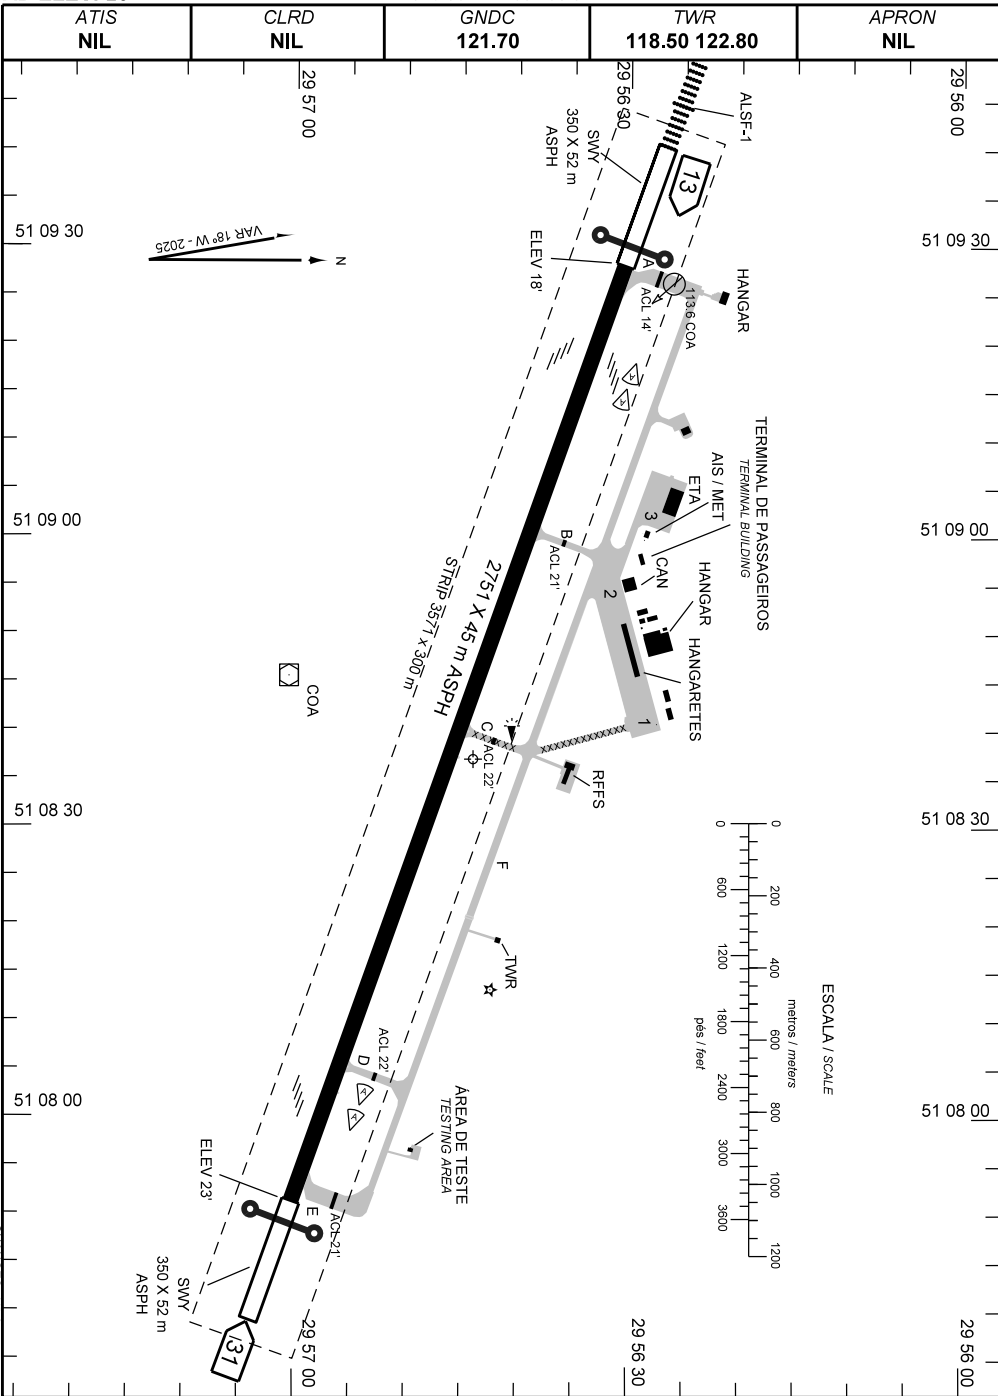 ATIS
NIL
CLRD
NIL
GNDC
121.70
TWR
118.50 122.80
APRON
NIL
29 57 00
29 56 30
29 56 00
ALSF-1
SWY
350 X 52 m
ASPH
13
51 09 30
51 09 30
VAR 18° W - 2025
N
ELEV 18'
A
ACL 14'
113.6 COA
HANGAR
TERMINAL DE PASSAGEIROS
TERMINAL BUILDING
AIS / MET
ETA
3
CAN
HANGAR
HANGARETES
2
1
51 09 00
51 09 00
B
ACL 21'
2751 X 45 m ASPH
STRIP 3571 x 300 m
COA
C
ACL 22'
RFFS
51 08 30
51 08 30
F
TWR
ESCALA / SCALE
metros / meters
0 200 400 600 800 1000 1200
0 600 1200 1800 2400 3000 3600
pés / feet
D
ACL 22'
A
A
A
A
51 08 00
51 08 00
ÁREA DE TESTE
TESTING AREA
ELEV 23'
E
ACL 21'
SWY
350 X 52 m
ASPH
31
29 57 00
29 56 30
29 56 00